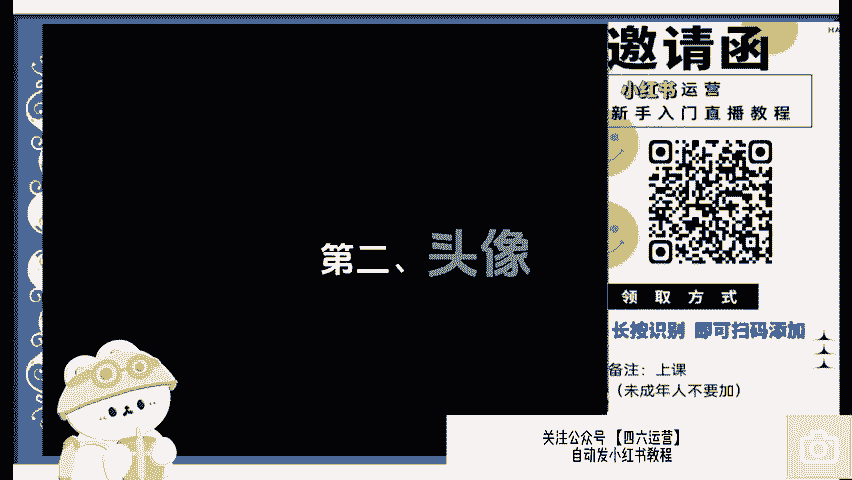 第二、头像
邀请函
HA
小红书运营
新手入门直播教程
领取方式
长按识别 即可扫码添加
备注：上课
（未成年人不要加）
关注公众号【四六运营】
自动发小红书教程